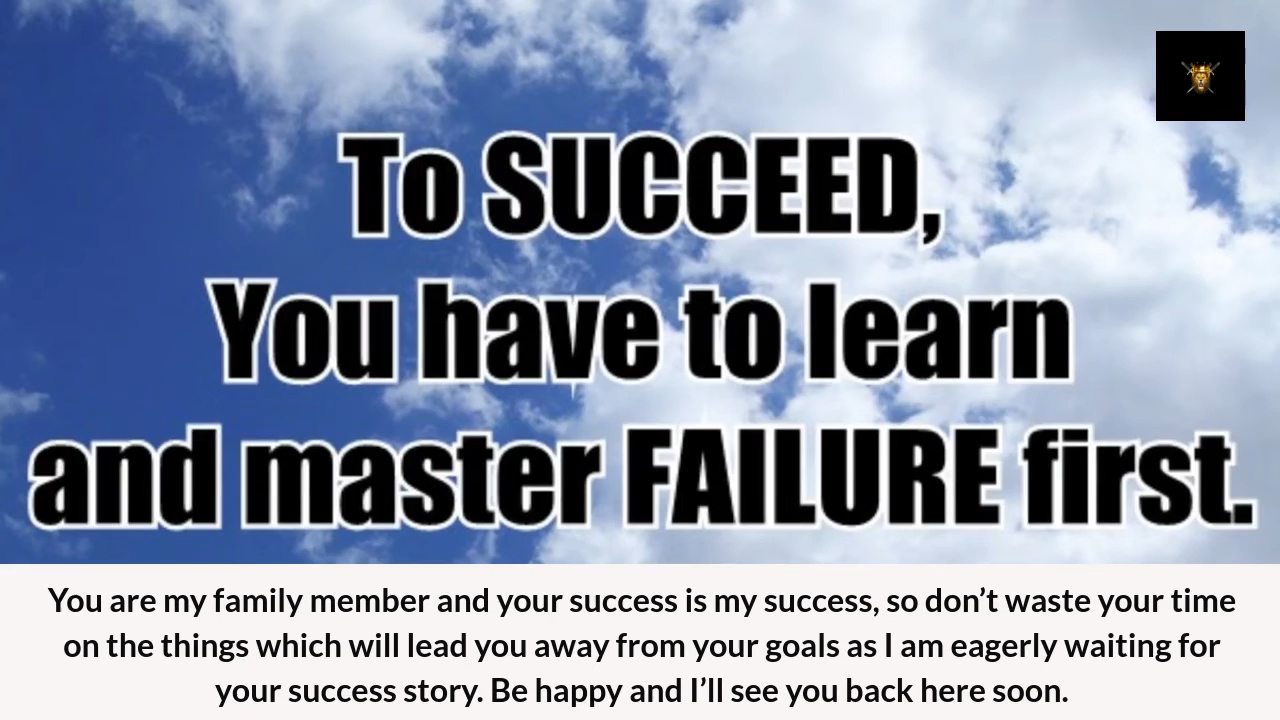 To SUCCEED,
You have to learn
and master FAILURE first.
You are my family member and your success is my success, so don’t waste your time
on the things which will lead you away from your goals as I am eagerly waiting for
your success story. Be happy and I’ll see you back here soon.